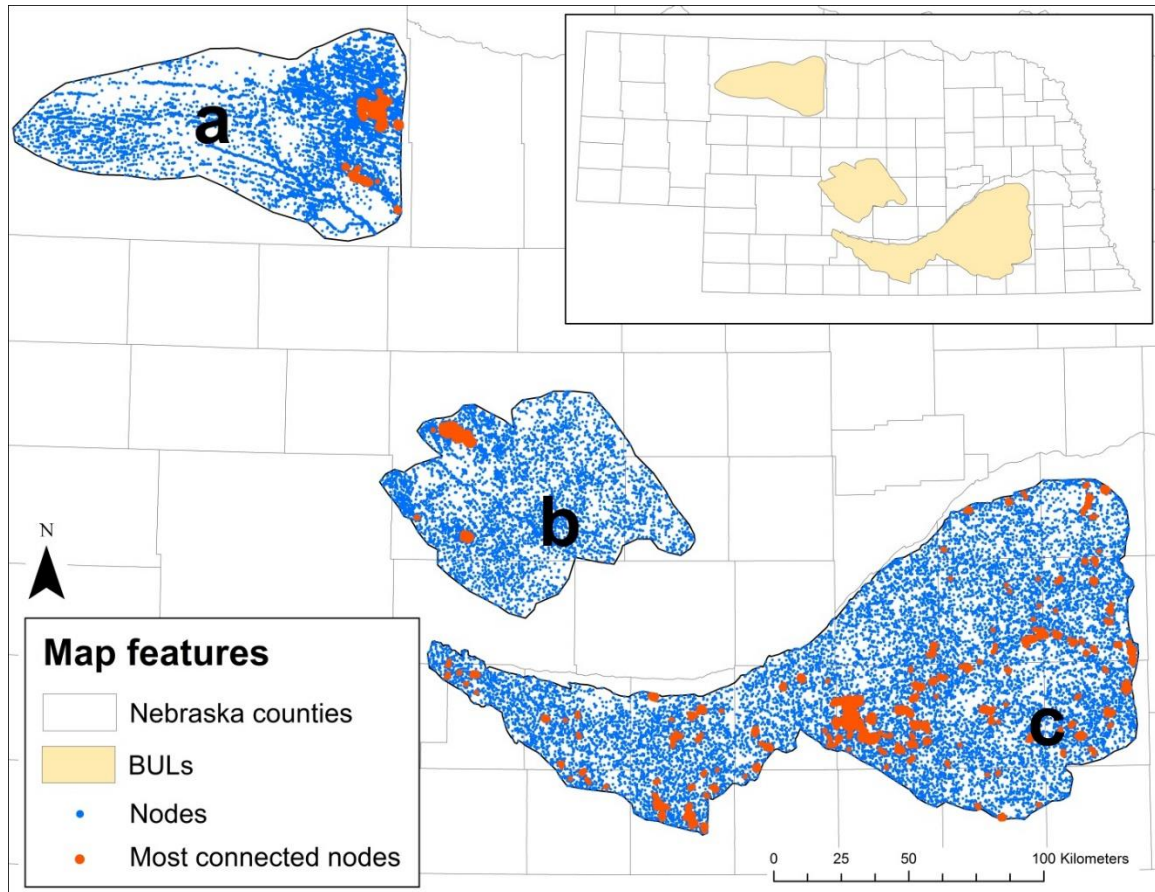 a
b
c
N
Map features
Nebraska counties
BULs
Nodes
Most connected nodes
0 25 50 100 Kilometers